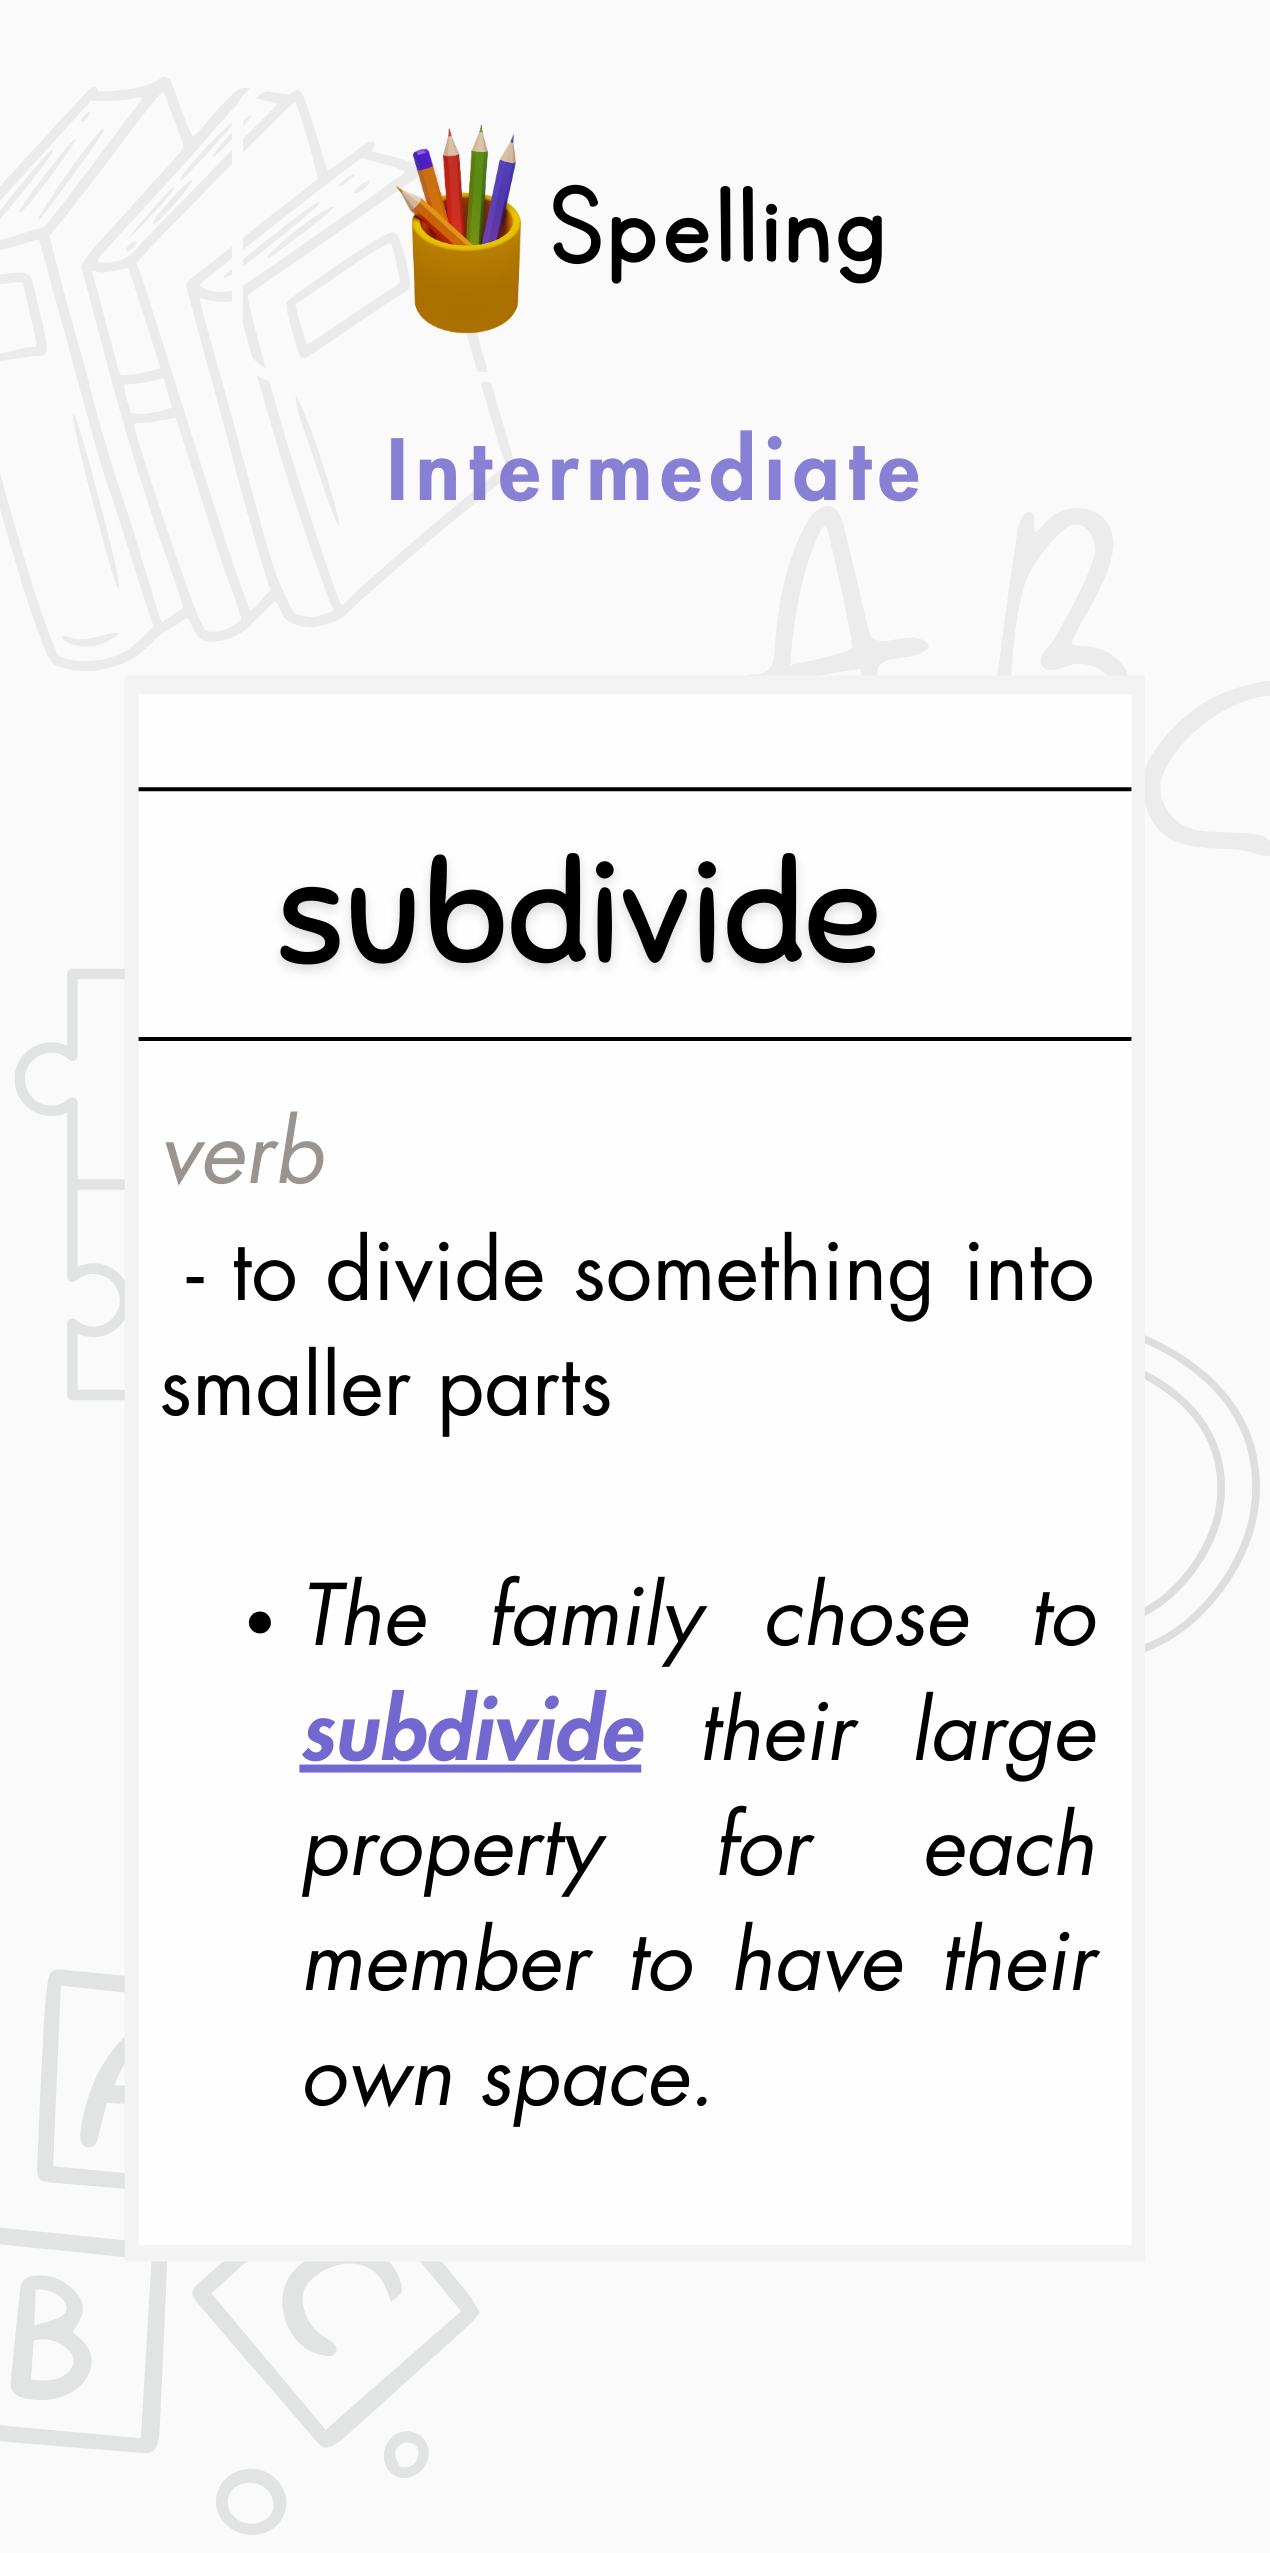 Spelling
Intermediate
A B
subdivide
verb
- to divide something into
smaller parts
• The family chose to
subdivide their large
property for each
member to have their
own space.
A
B
C